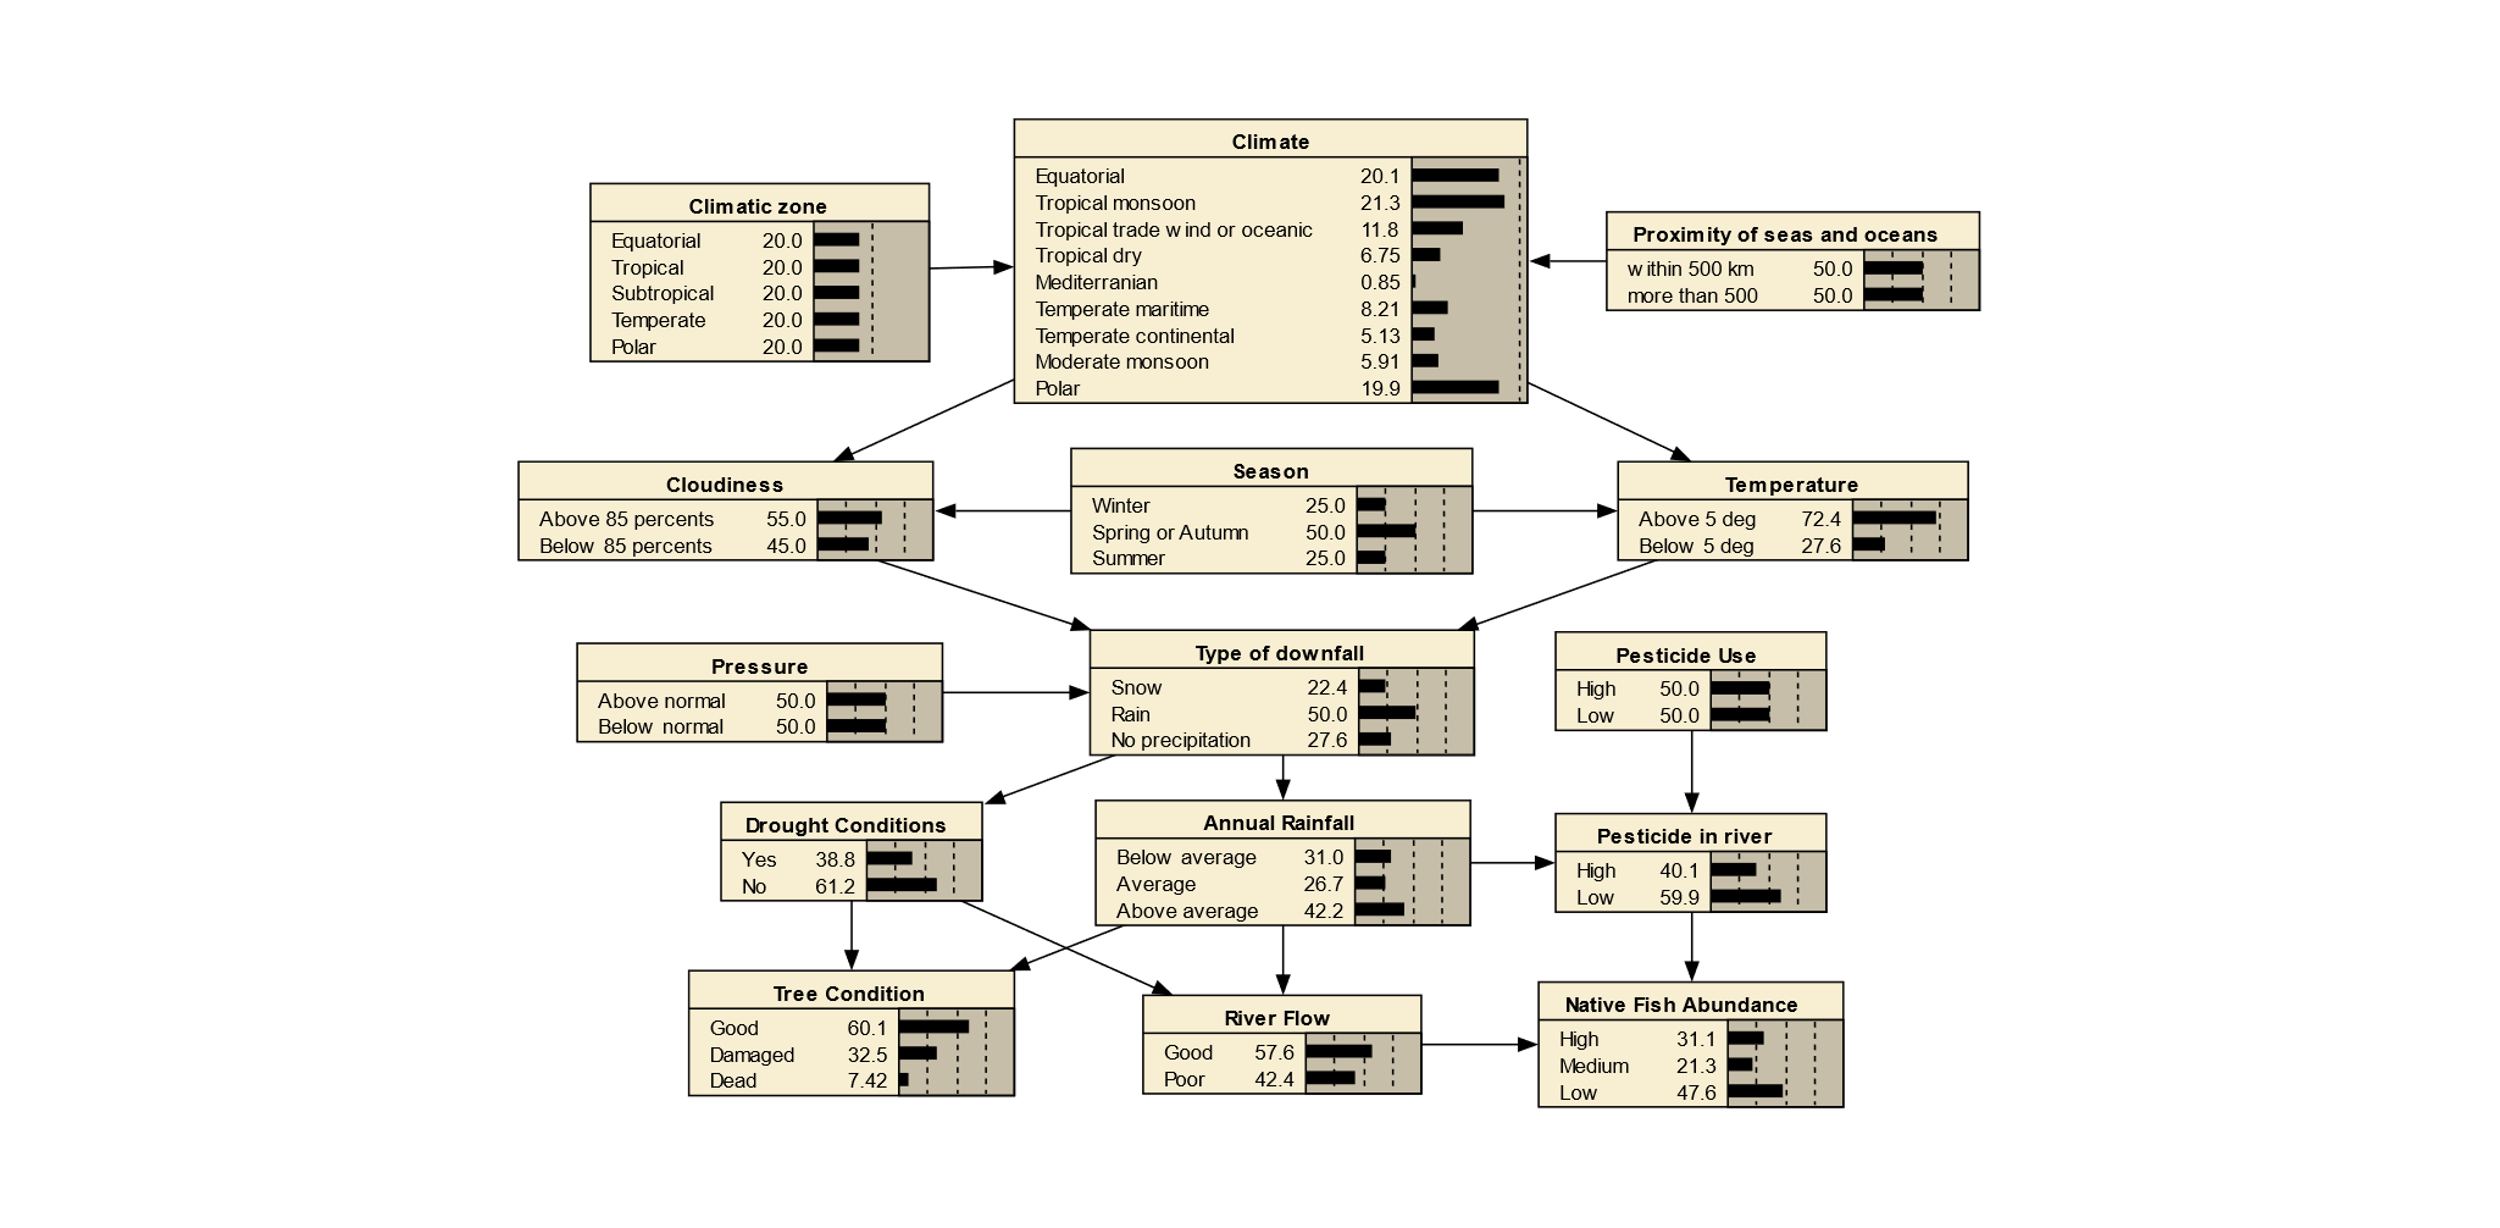 Climate
Equatorial 20.1
Tropical monsoon 21.3
Tropical trade wind or oceanic 11.8
Tropical dry 6.75
Mediterranian 0.85
Temperate maritime 8.21
Temperate continental 5.13
Moderate monsoon 5.91
Polar 19.9
Climatic zone
Equatorial 20.0
Tropical 20.0
Subtropical 20.0
Temperate 20.0
Polar 20.0
Proximity of seas and oceans
within 500 km 50.0
more than 500 50.0
Cloudiness
Above 85 percents 55.0
Below 85 percents 45.0
Season
Winter 25.0
Spring or Autumn 50.0
Summer 25.0
Temperature
Above 5 deg 72.4
Below 5 deg 27.6
Pressure
Above normal 50.0
Below normal 50.0
Type of downfall
Snow 22.4
Rain 50.0
No precipitation 27.6
Pesticide Use
High 50.0
Low 50.0
Drought Conditions
Yes 38.8
No 61.2
Annual Rainfall
Below average 31.0
Average 26.7
Above average 42.2
Pesticide in river
High 40.1
Low 59.9
Tree Condition
Good 60.1
Damaged 32.5
Dead 7.42
River Flow
Good 57.6
Poor 42.4
Native Fish Abundance
High 31.1
Medium 21.3
Low 47.6